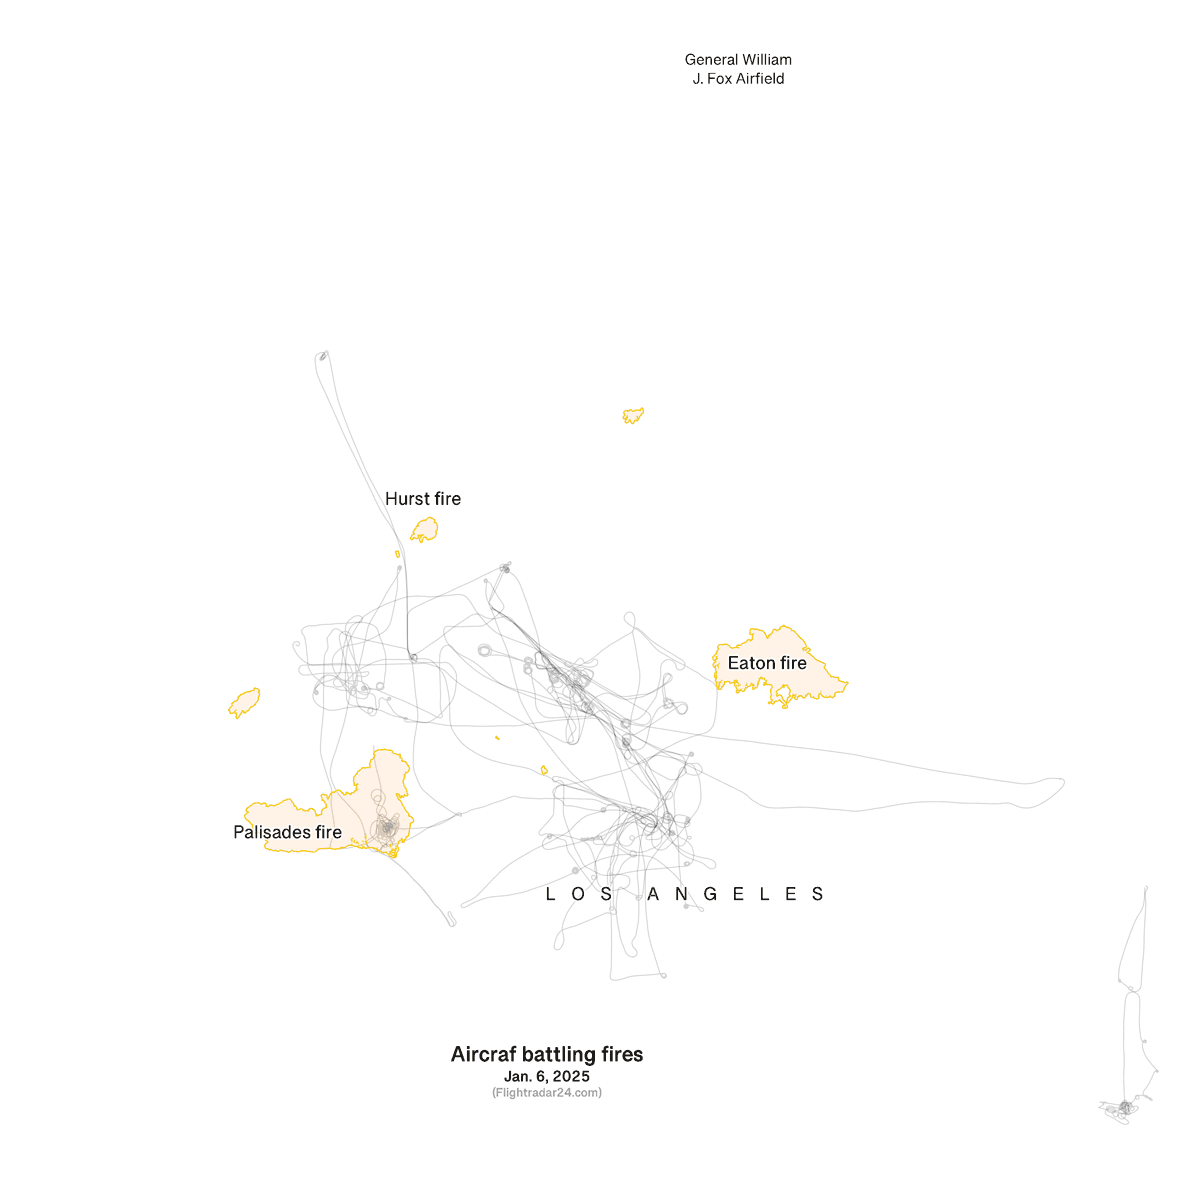 General William
J. Fox Airfield
Hurst fire
Eaton fire
Palisades fire
LOS ANGELES
Aircraf battling fires
Jan. 6, 2025
(Flightradar24.com)